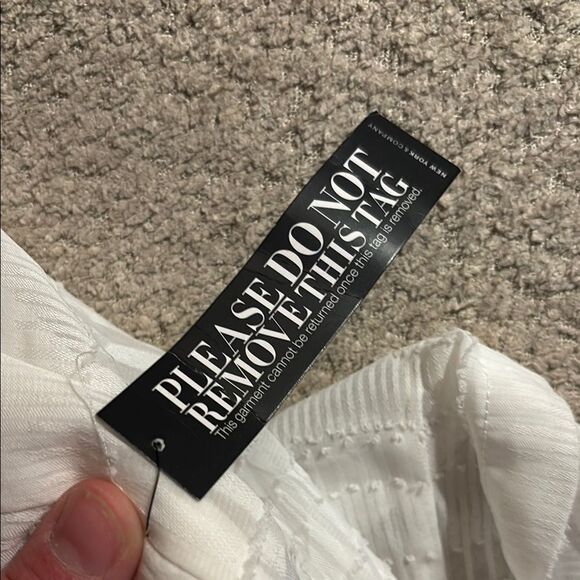 NEW YORK & COMPANY
PLEASE DO NOT
REMOVE THIS TAG
This garment cannot be returned once this tag is removed.